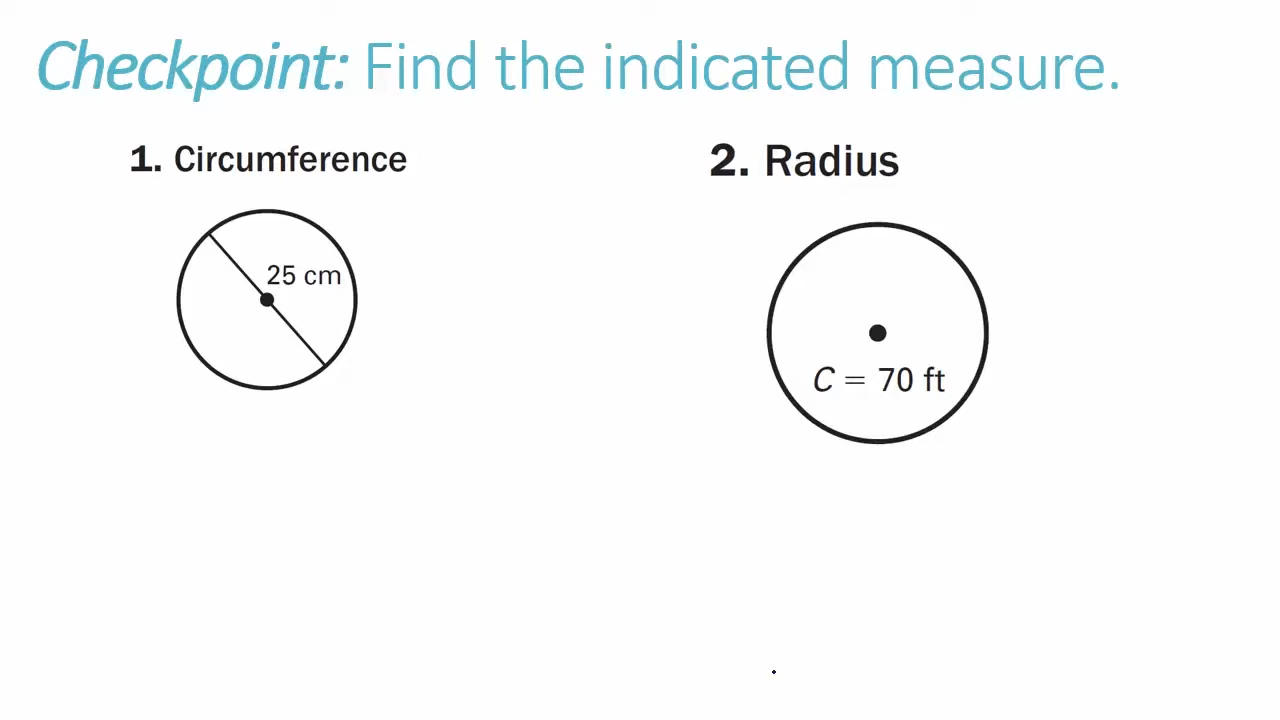 Checkpoint: Find the indicated measure.
1. Circumference
25 cm
2. Radius
C = 70 ft